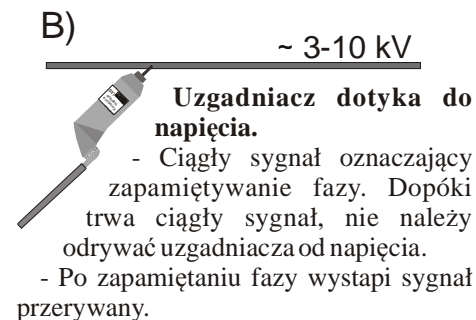 B)
~ 3-10 kV
Uzgadniacz dotyka do
napięcia.
- Ciągły sygnał oznaczający
zapamiętywanie fazy. Dopóki
trwa ciągły sygnał, nie należy
odrywać uzgadniacza od napięcia.
- Po zapamiętaniu fazy wystapi sygnał
przerywany.